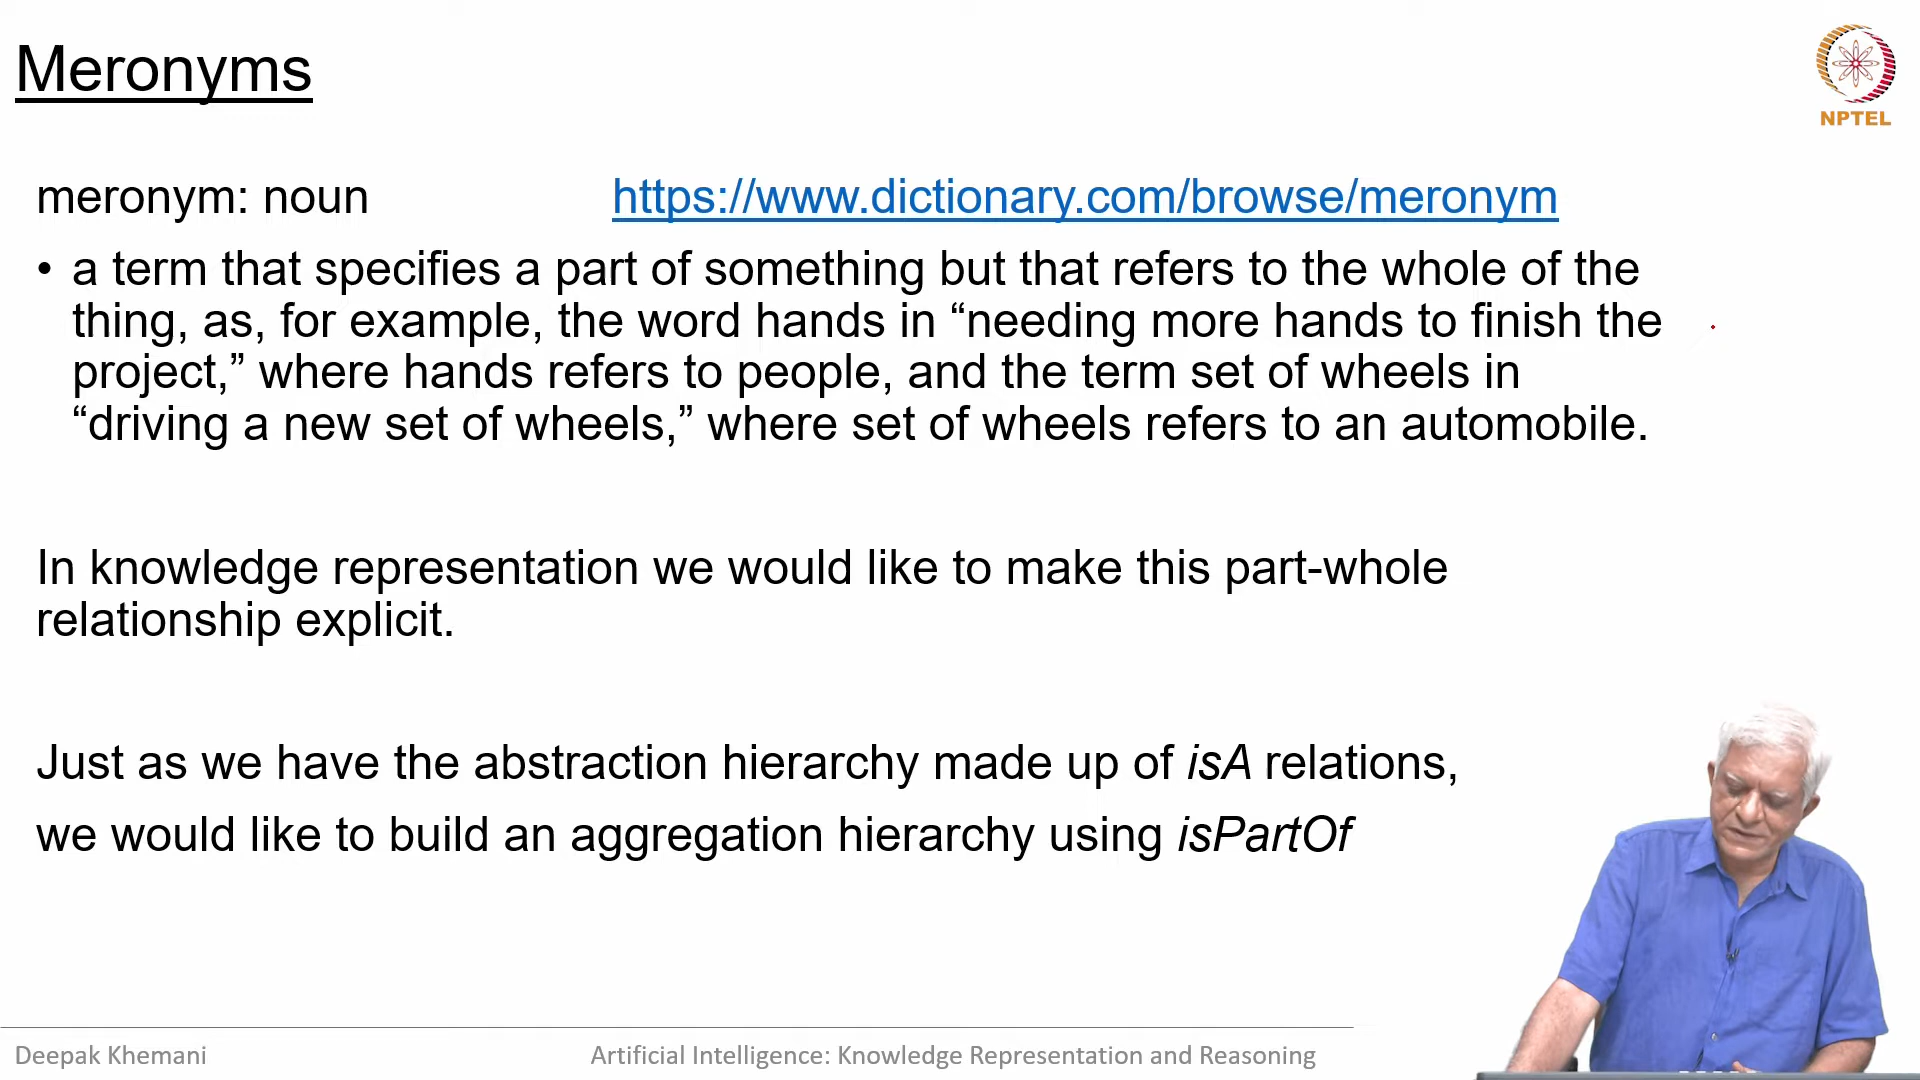 Meronyms
NPTEL
meronym: noun https://www.dictionary.com/browse/meronym
• a term that specifies a part of something but that refers to the whole of the
thing, as, for example, the word hands in “needing more hands to finish the
project,” where hands refers to people, and the term set of wheels in
“driving a new set of wheels,” where set of wheels refers to an automobile.
In knowledge representation we would like to make this part-whole
relationship explicit.
Just as we have the abstraction hierarchy made up of isA relations,
we would like to build an aggregation hierarchy using isPartOf
Deepak Khemani Artificial Intelligence: Knowledge Representation and Reasoning